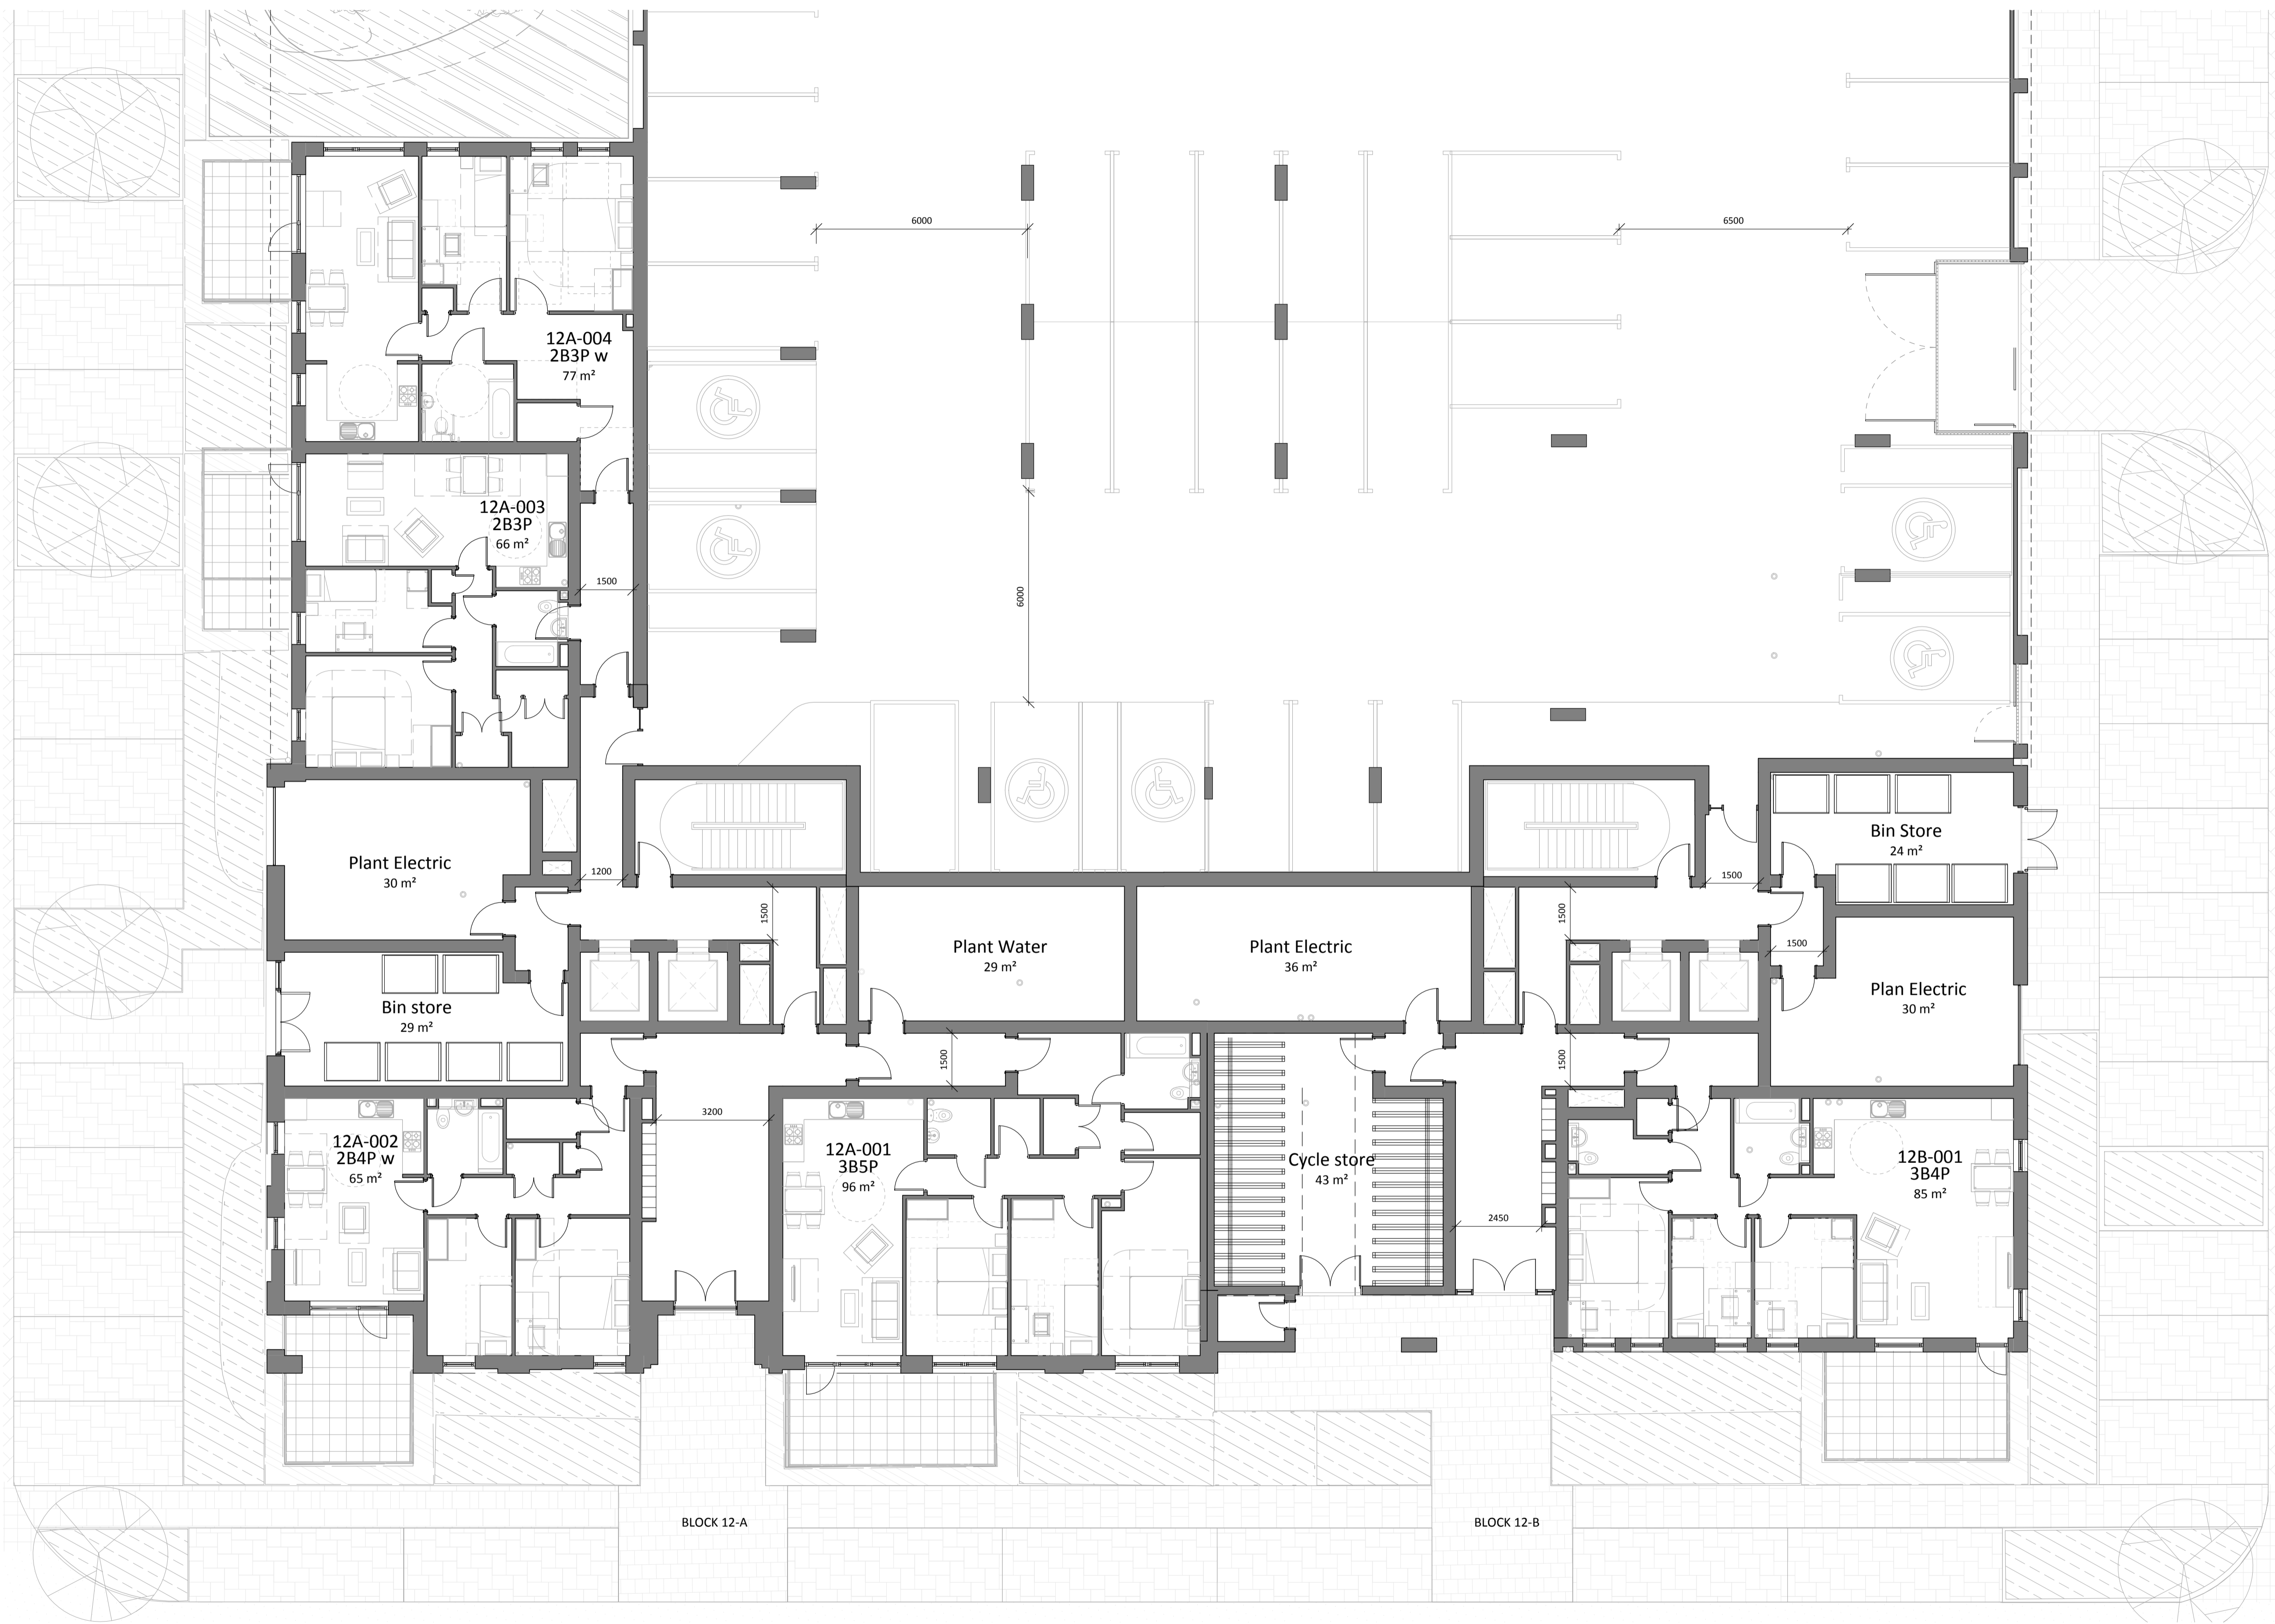 6000
6500
12A-004
2B3P w
77 m²
12A-003
2B3P
66 m²
1500
6000
Plant Electric
30 m²
1200
1500
Bin Store
24 m²
1500
1500
1500
Plant Water
29 m²
Plant Electric
36 m²
Plan Electric
30 m²
Bin store
29 m²
1500
1500
3200
12A-002
2B4P w
65 m²
12A-001
3B5P
96 m²
Cycle store
43 m²
2450
12B-001
3B4P
85 m²
BLOCK 12-A
BLOCK 12-B